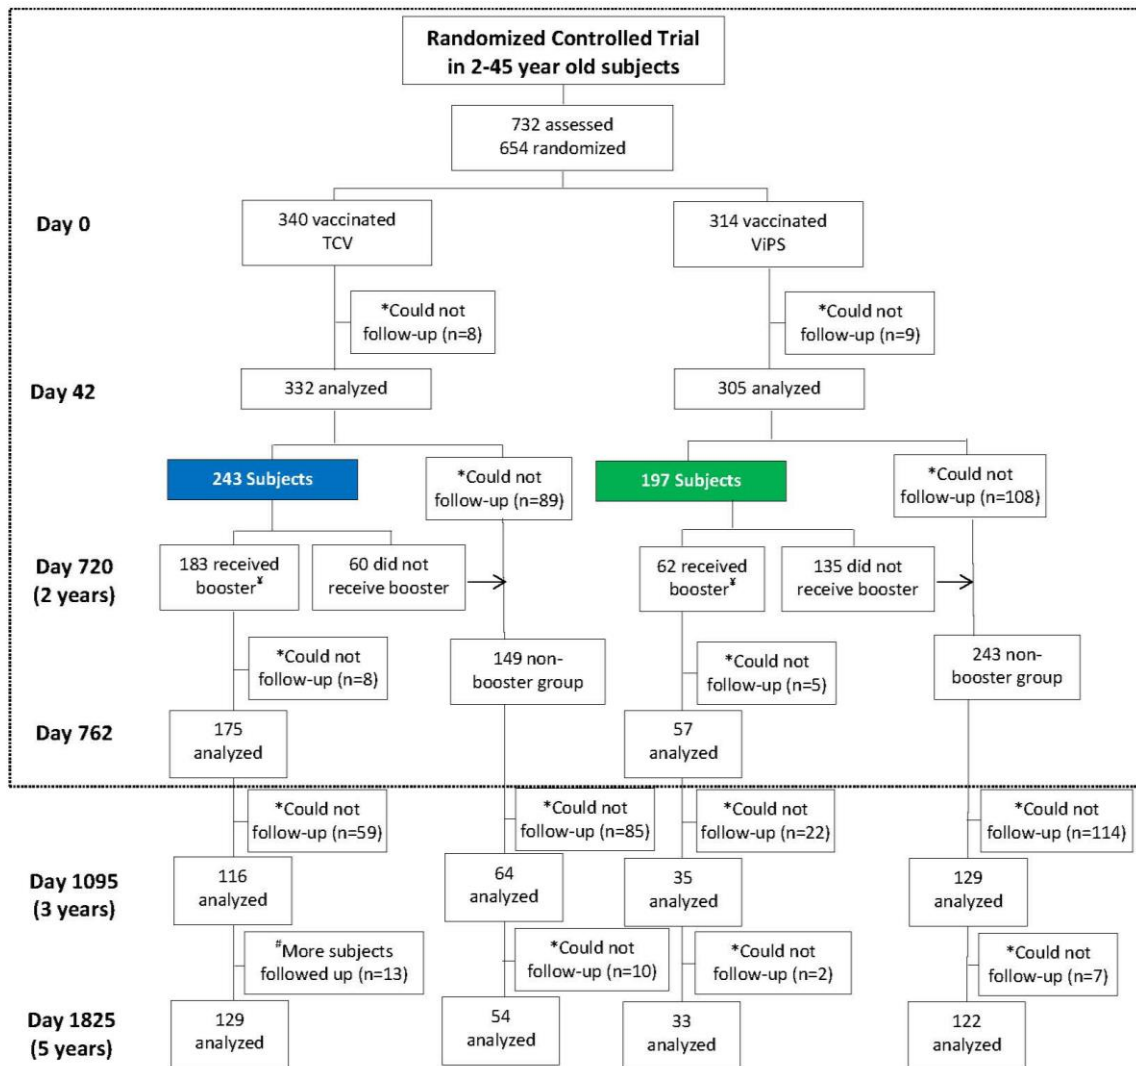 Randomized Controlled Trial
in 2-45 year old subjects
732 assessed
654 randomized
Day 0
340 vaccinated
TCV
314 vaccinated
ViPS
*Could not
follow-up (n=8)
*Could not
follow-up (n=9)
Day 42
332 analyzed
305 analyzed
243 Subjects
*Could not
follow-up (n=89)
197 Subjects
*Could not
follow-up (n=108)
Day 720
(2 years)
183 received
booster¥
60 did not
receive booster
62 received
booster¥
135 did not
receive booster
*Could not
follow-up (n=8)
149 non-
booster group
*Could not
follow-up (n=5)
243 non-
booster group
Day 762
175
analyzed
57
analyzed
*Could not
follow-up (n=59)
*Could not
follow-up (n=85)
*Could not
follow-up (n=22)
*Could not
follow-up (n=114)
Day 1095
(3 years)
116
analyzed
64
analyzed
35
analyzed
129
analyzed
#More subjects
followed up (n=13)
*Could not
follow-up (n=10)
*Could not
follow-up (n=2)
*Could not
follow-up (n=7)
Day 1825
(5 years)
129
analyzed
54
analyzed
33
analyzed
122
analyzed